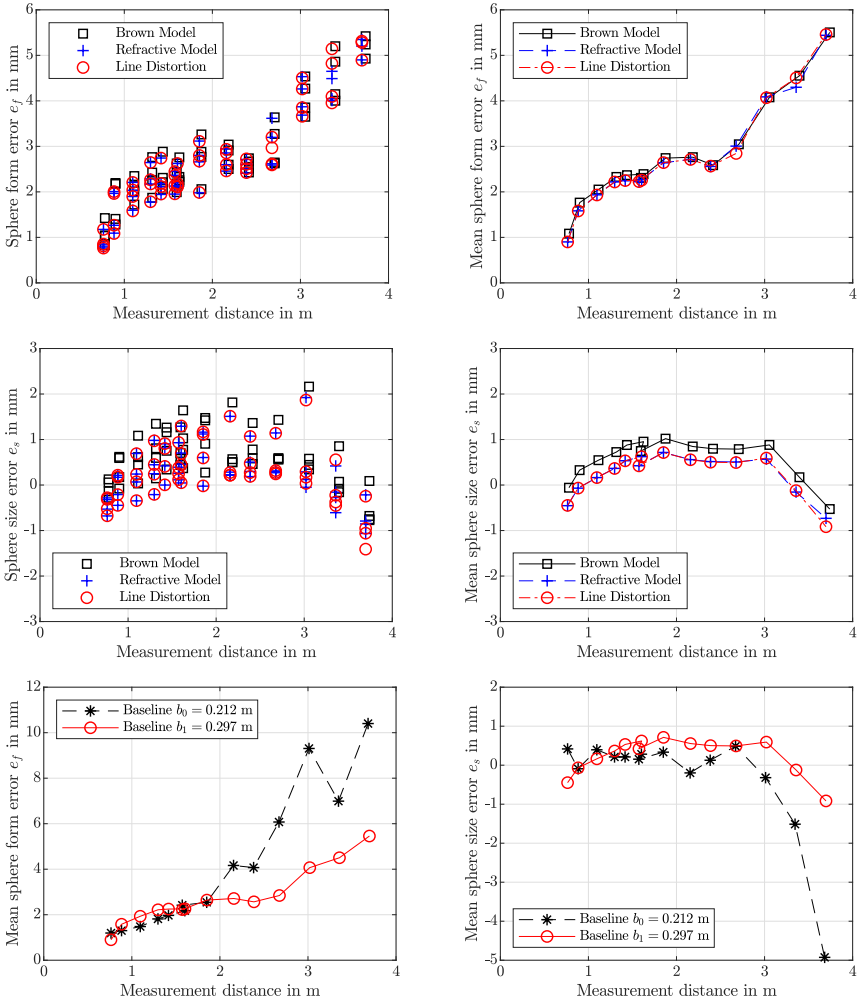 6
5
4
3
2
1
0
Sphere form error e_f in mm
Brown Model
Refractive Model
Line Distortion
0 1 2 3 4
Measurement distance in m
6
5
4
3
2
1
0
Mean sphere form error e_f in mm
Brown Model
Refractive Model
Line Distortion
0 1 2 3 4
Measurement distance in m
3
2
1
0
-1
-2
-3
Sphere size error e_s in mm
Brown Model
Refractive Model
Line Distortion
0 1 2 3 4
Measurement distance in m
3
2
1
0
-1
-2
-3
Mean sphere size error e_s in mm
Brown Model
Refractive Model
Line Distortion
0 1 2 3 4
Measurement distance in m
12
10
8
6
4
2
0
Mean sphere form error e_f in mm
Baseline b_0 = 0.212 m
Baseline b_1 = 0.297 m
0 1 2 3 4
Measurement distance in m
2
1
0
-1
-2
-3
-4
-5
Mean sphere size error e_s in mm
Baseline b_0 = 0.212 m
Baseline b_1 = 0.297 m
0 1 2 3 4
Measurement distance in m